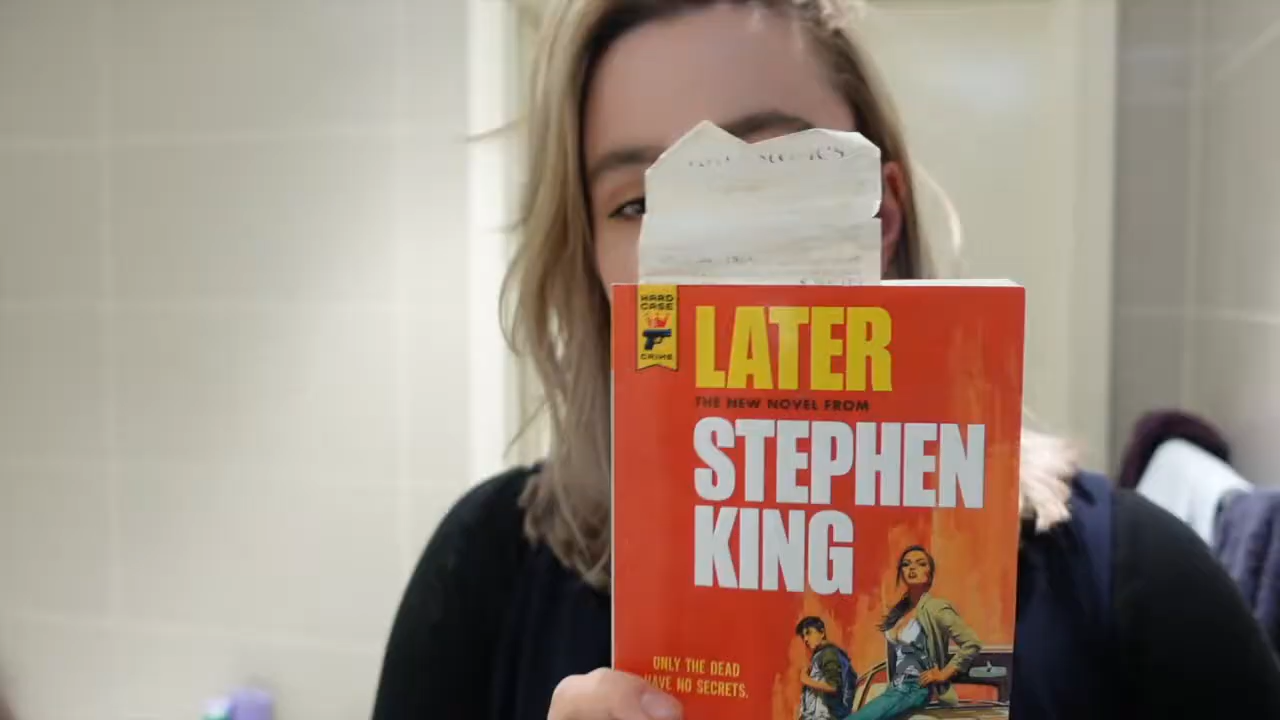 HARD
CASE
CRIME
LATER
THE NEW NOVEL FROM
STEPHEN
KING
ONLY THE DEAD
HAVE NO SECRETS.